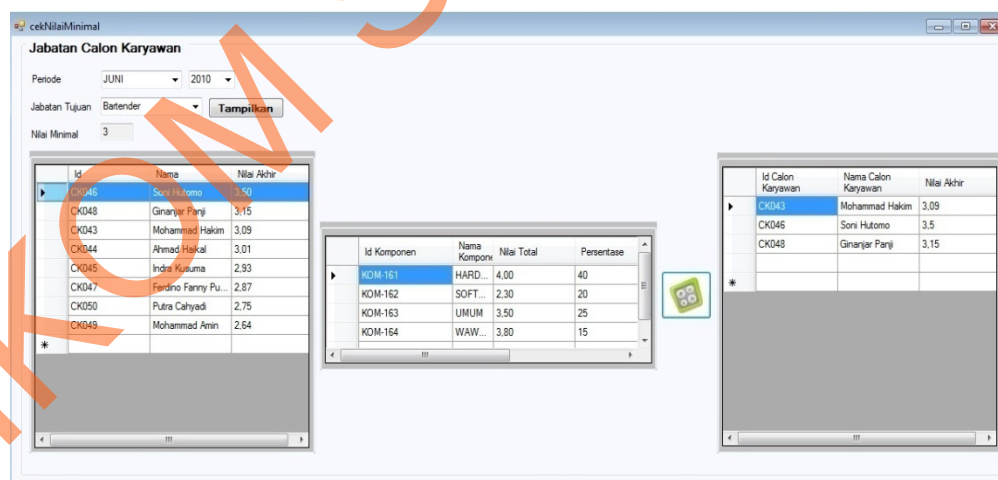 cekNilaiMinimal
Jabatan Calon Karyawan
Periode JUNI 2010
Jabatan Tujuan Bartender Tampilkan
Nilai Minimal 3
Id Nama Nilai Akhir
CK046 Soni Hutomo 3,50
CK048 Ginanjar Panji 3,15
CK043 Mohammad Hakim 3,09
CK044 Ahmad Haikal 3,01
CK045 Indra Kusuma 2,93
CK047 Ferdino Fanny Pu... 2,87
CK050 Putra Cahyadi 2,75
CK049 Mohammad Amin 2,64
Id Komponen Nama Kompone Nilai Total Persentase
KOM-161 HARD... 4,00 40
KOM-162 SOFT... 2,30 20
KOM-163 UMUM 3,50 25
KOM-164 WAW... 3,80 15
Id Calon Karyawan Nama Calon Karyawan Nilai Akhir
CK043 Mohammad Hakim 3,09
CK046 Soni Hutomo 3,5
CK048 Ginanjar Panji 3,15